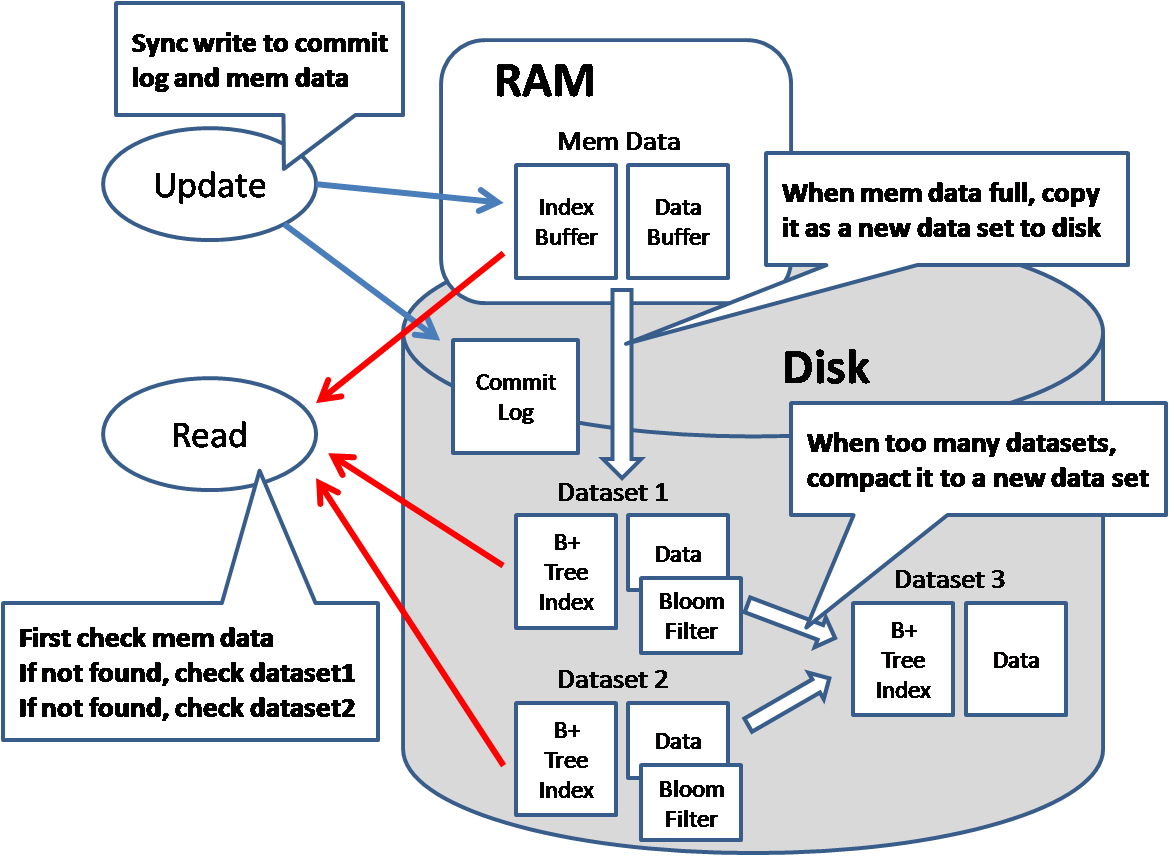 Sync write to commit
log and mem data
RAM
Mem Data
Update
Index
Buffer
Data
Buffer
When mem data full, copy
it as a new data set to disk
Disk
Commit
Log
Read
When too many datasets,
compact it to a new data set
Dataset 1
B+
Tree
Index
Data
Bloom
Filter
Dataset 3
B+
Tree
Index
Data
First check mem data
If not found, check dataset1
If not found, check dataset2
Dataset 2
B+
Tree
Index
Data
Bloom
Filter